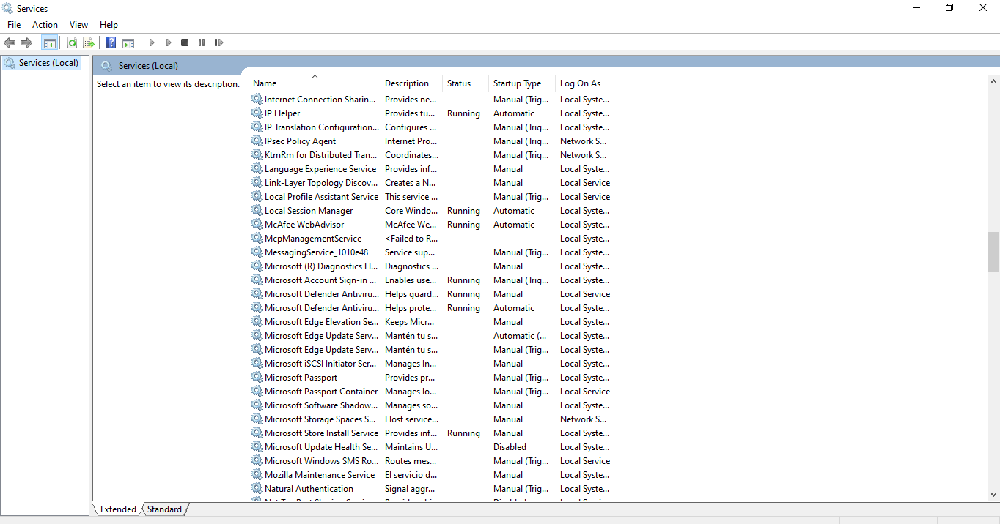 Services
File Action View Help
Services (Local)
Services (Local)
Select an item to view its description.
Name Description Status Startup Type Log On As
Internet Connection Sharin... Provides ne... Manual (Trig... Local Syste...
IP Helper Provides tu... Running Automatic Local Syste...
IP Translation Configuration... Configures ... Manual (Trig... Local Syste...
IPsec Policy Agent Internet Pro... Manual (Trig... Network S...
KtmRm for Distributed Tran... Coordinates... Manual (Trig... Network S...
Language Experience Service Provides inf... Manual Local Syste...
Link-Layer Topology Discov... Creates a N... Manual Local Service
Local Profile Assistant Service This service ... Manual (Trig... Local Service
Local Session Manager Core Windo... Running Automatic Local Syste...
McAfee WebAdvisor McAfee We... Running Automatic Local Syste...
McpManagementService <Failed to R... Local Syste...
MessagingService_1010e48 Service sup... Manual (Trig... Local Syste...
Microsoft (R) Diagnostics H... Diagnostics ... Manual Local Syste...
Microsoft Account Sign-in ... Enables use... Running Manual (Trig... Local Syste...
Microsoft Defender Antiviru... Helps guard... Running Manual Local Service
Microsoft Defender Antiviru... Helps prote... Running Automatic Local Syste...
Microsoft Edge Elevation Se... Keeps Micr... Manual Local Syste...
Microsoft Edge Update Serv... Mantén tu s... Automatic (... Local Syste...
Microsoft Edge Update Serv... Mantén tu s... Manual (Trig... Local Syste...
Microsoft iSCSI Initiator Ser... Manages In... Manual Local Syste...
Microsoft Passport Provides pr... Manual (Trig... Local Syste...
Microsoft Passport Container Manages lo... Manual (Trig... Local Service
Microsoft Software Shadow... Manages so... Manual Local Syste...
Microsoft Storage Spaces S... Host service... Manual Network S...
Microsoft Store Install Service Provides inf... Running Manual Local Syste...
Microsoft Update Health Se... Maintains U... Disabled Local Syste...
Microsoft Windows SMS Ro... Routes mes... Manual (Trig... Local Service
Mozilla Maintenance Service El servicio d... Manual Local Syste...
Natural Authentication Signal aggr... Manual (Trig... Local Syste...
Extended Standard